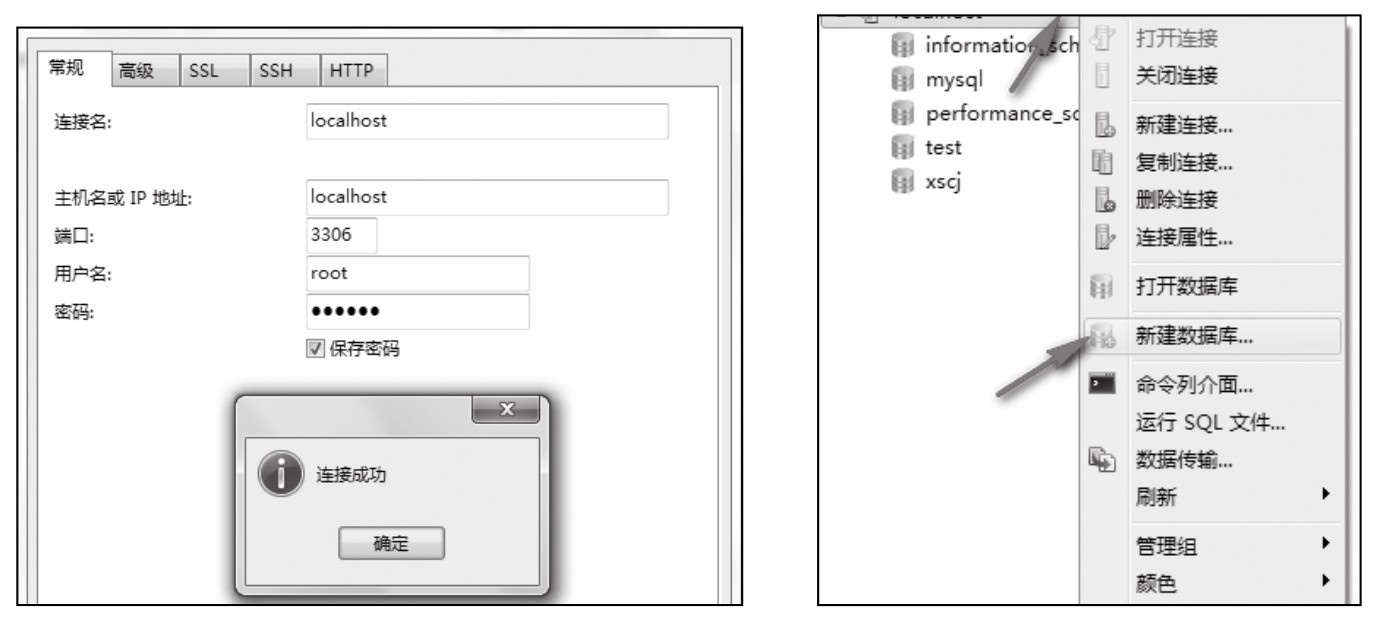 常规 高级 SSL SSH HTTP
连接名: localhost
主机名或 IP 地址: localhost
端口: 3306
用户名: root
密码: ●●●●●●
保存密码
连接成功
确定
localhost
information_sch
mysql
performance_sc
test
xscj
打开连接
关闭连接
新建连接...
复制连接...
删除连接
连接属性...
打开数据库
新建数据库...
命令列介面...
运行 SQL 文件...
数据传输...
刷新
管理组
颜色